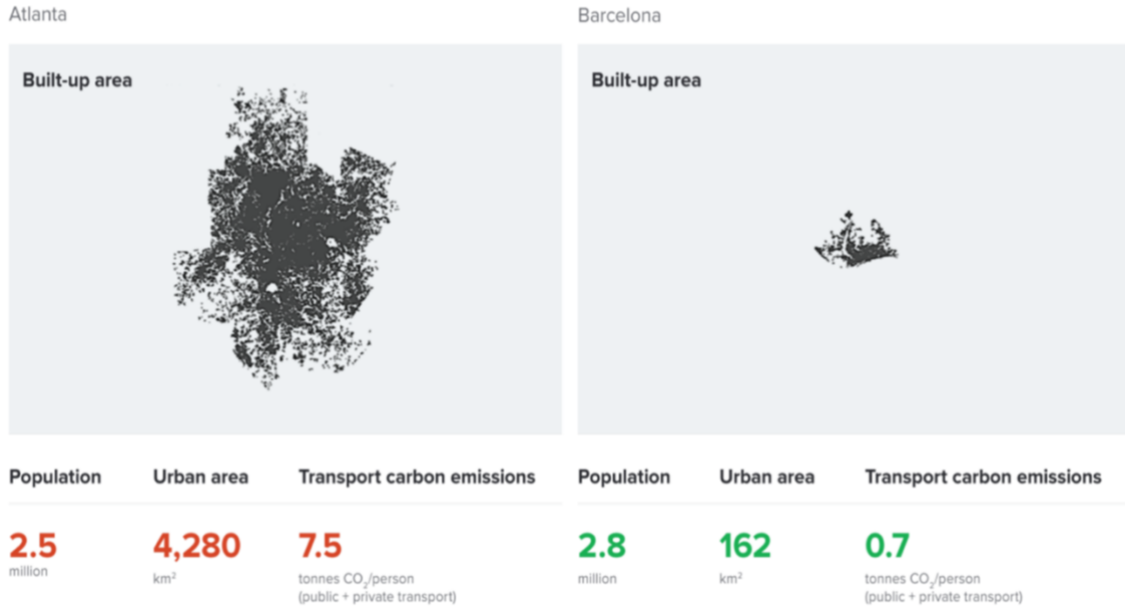 Atlanta
Built-up area
Population Urban area Transport carbon emissions
2.5 4,280 7.5
million km² tonnes CO₂/person
(public + private transport)
Barcelona
Built-up area
Population Urban area Transport carbon emissions
2.8 162 0.7
million km² tonnes CO₂/person
(public + private transport)